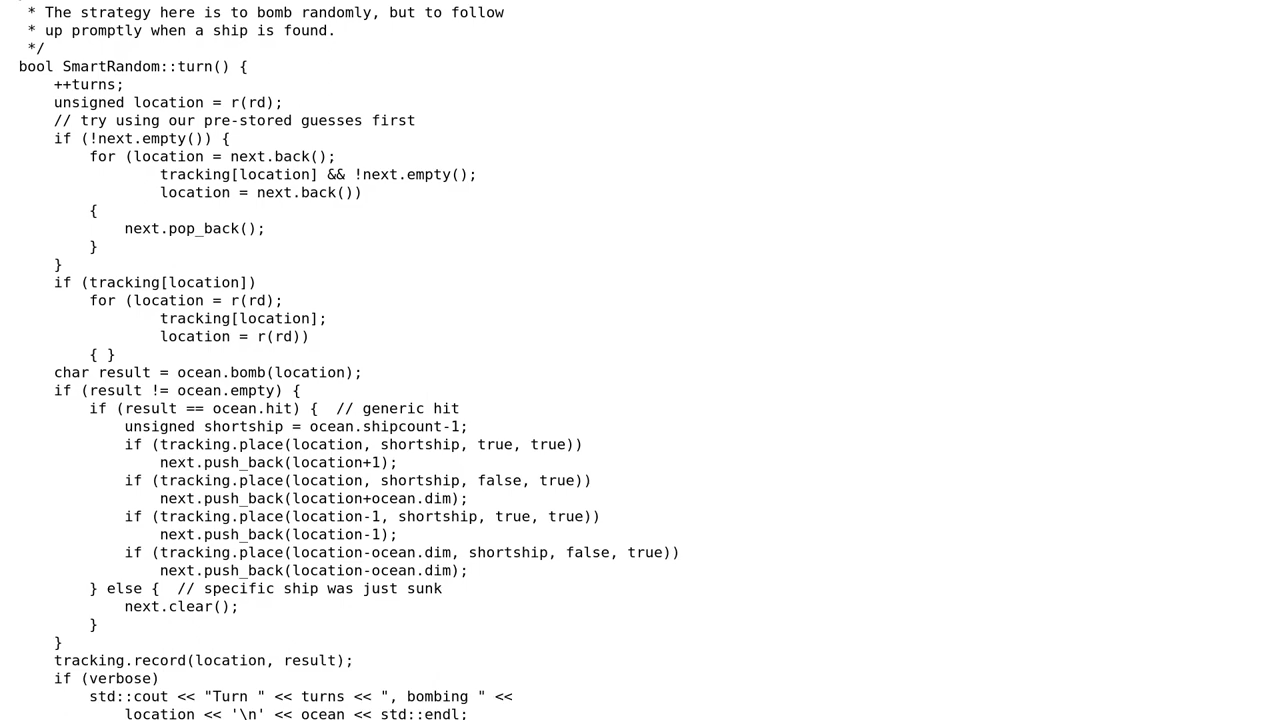 * The strategy here is to bomb randomly, but to follow
 * up promptly when a ship is found.
 */
bool SmartRandom::turn() {
    ++turns;
    unsigned location = r(rd);
    // try using our pre-stored guesses first
    if (!next.empty()) {
        for (location = next.back();
                tracking[location] && !next.empty();
                location = next.back())
        {
            next.pop_back();
        }
    }
    if (tracking[location])
        for (location = r(rd);
                tracking[location];
                location = r(rd))
        { }
    char result = ocean.bomb(location);
    if (result != ocean.empty) {
        if (result == ocean.hit) {  // generic hit
            unsigned shortship = ocean.shipcount-1;
            if (tracking.place(location, shortship, true, true))
                next.push_back(location+1);
            if (tracking.place(location, shortship, false, true))
                next.push_back(location+ocean.dim);
            if (tracking.place(location-1, shortship, true, true))
                next.push_back(location-1);
            if (tracking.place(location-ocean.dim, shortship, false, true))
                next.push_back(location-ocean.dim);
        } else {  // specific ship was just sunk
            next.clear();
        }
    }
    tracking.record(location, result);
    if (verbose)
        std::cout << "Turn " << turns << ", bombing " <<
            location << '\n' << ocean << std::endl;